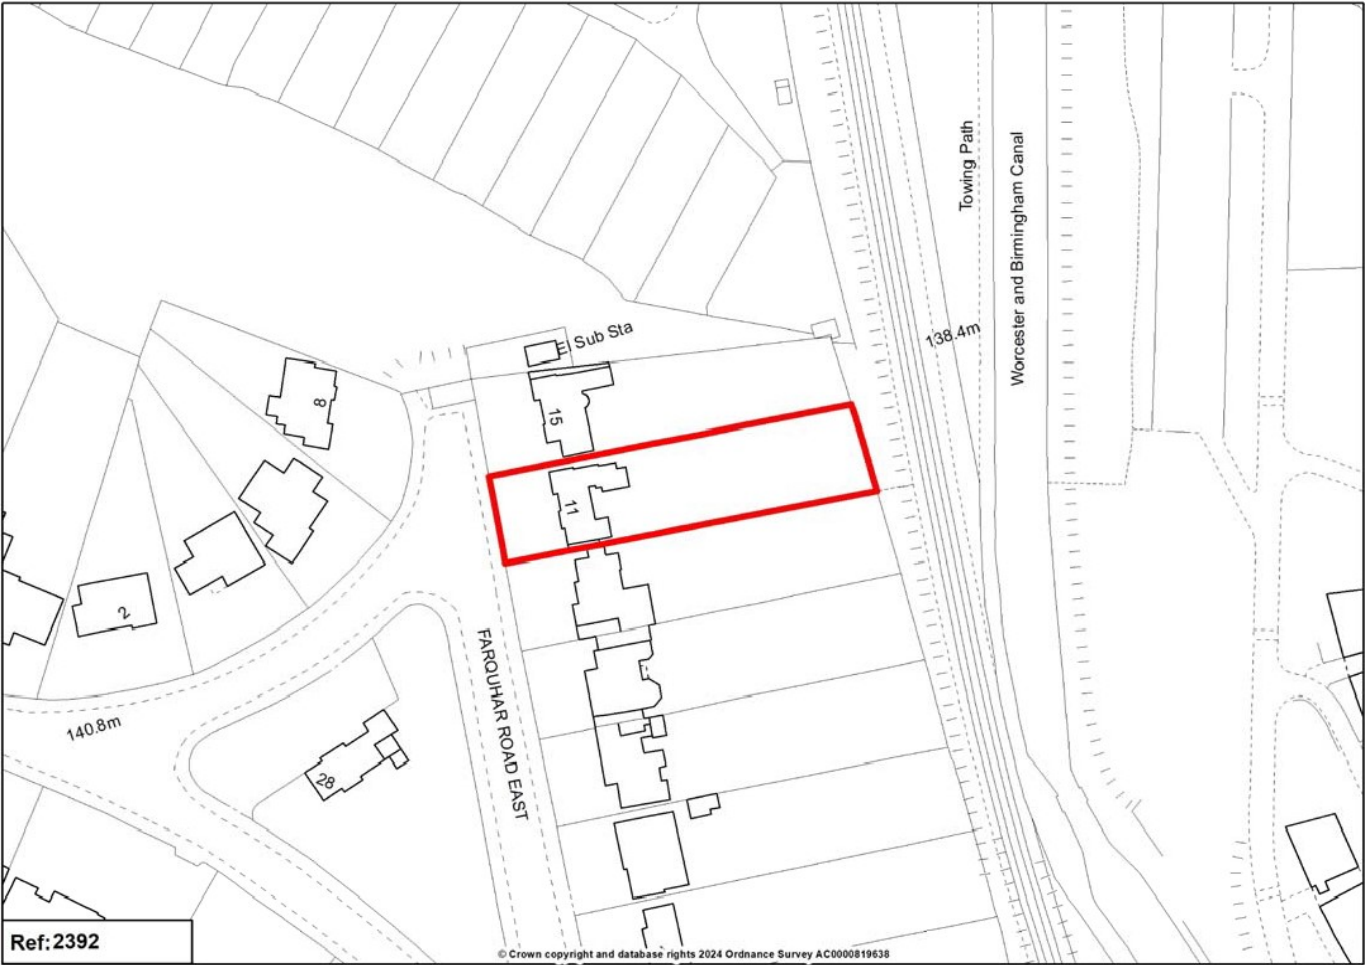 Towing Path
Worcester and Birmingham Canal
El Sub Sta
138.4m
8
15
11
2
FARQUHAR ROAD EAST
140.8m
28
Ref:2392
© Crown copyright and database rights 2024 Ordnance Survey AC0000819638